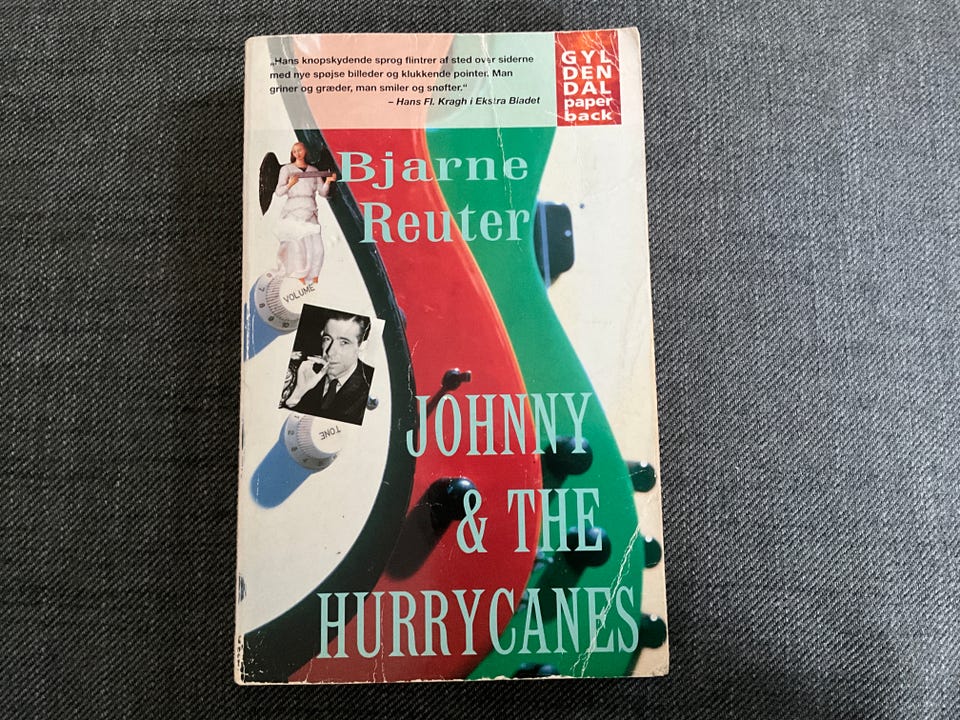 „Hans knopskydende sprog flintrer af sted over siderne
med nye spøjse billeder og klukkende pointer. Man
griner og græder, man smiler og snøfter.“
– Hans Fl. Kragh i Ekstra Bladet
GYL
DEN
DAL
paper
back
Bjarne
Reuter
VOLUME
TONE
JOHNNY
& THE
HURRYCANES